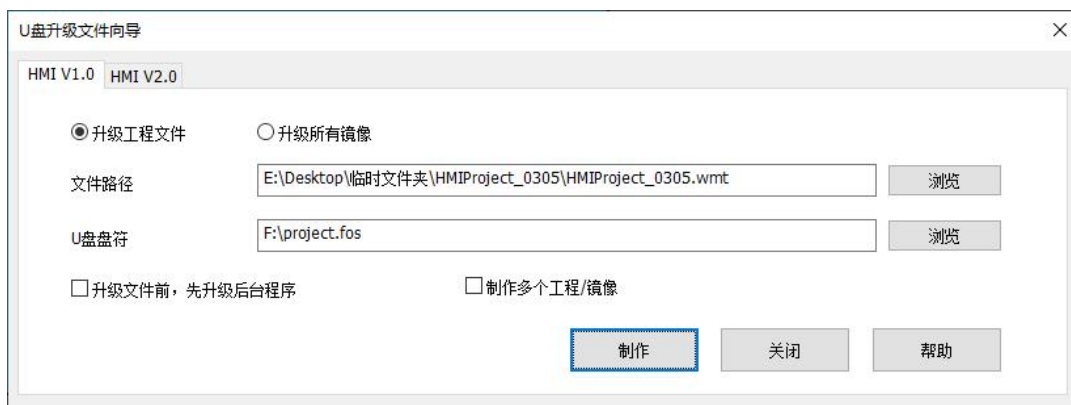 U盘升级文件向导
HMI V1.0 HMI V2.0
升级工程文件 升级所有镜像
文件路径 E:\Desktop\临时文件夹\HMIProject_0305\HMIProject_0305.wmt 浏览
U盘盘符 F:\project.fos 浏览
升级文件前，先升级后台程序 制作多个工程/镜像
制作 关闭 帮助